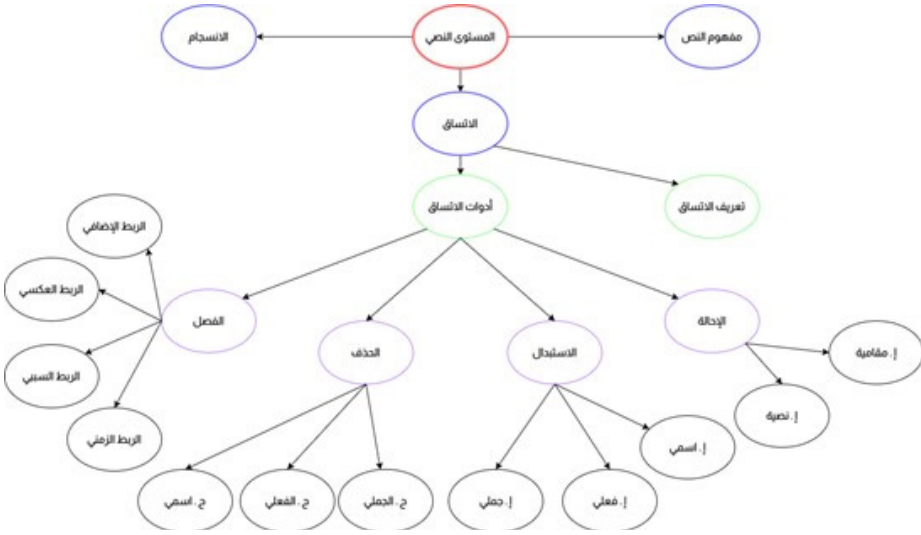 مفهوم النص
المستوى النصي
الانسجام
الاتساق
تعريف الاتساق
أدوات الاتساق
الإحالة
الاستبدال
الحذف
الفصل
إ. مقامية
إ. نصية
إ. اسمي
إ. فعلي
إ. جملي
ح. الجملي
ح. الفعلي
ح. اسمي
الربط الإضافي
الربط العكسي
الربط السببي
الربط الزمني